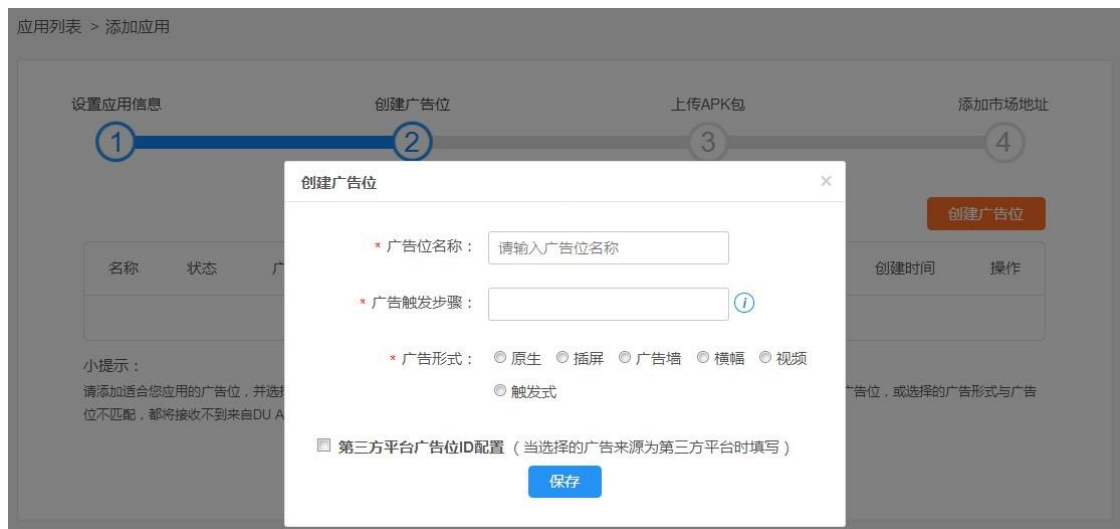 应用列表 > 添加应用
设置应用信息 创建广告位 上传APK包 添加市场地址
1 2 3 4
创建广告位 ×
创建广告位
* 广告位名称： 请输入广告位名称
名称 状态 广 创建时间 操作
* 广告触发步骤： i
小提示：
* 广告形式： 原生 插屏 广告墙 横幅 视频
请添加适合您应用的广告位，并选择 告位，或选择的广告形式与广告
触发式
位不匹配，都将接收不到来自DU A
第三方平台广告位ID配置 （当选择的广告来源为第三方平台时填写）
保存